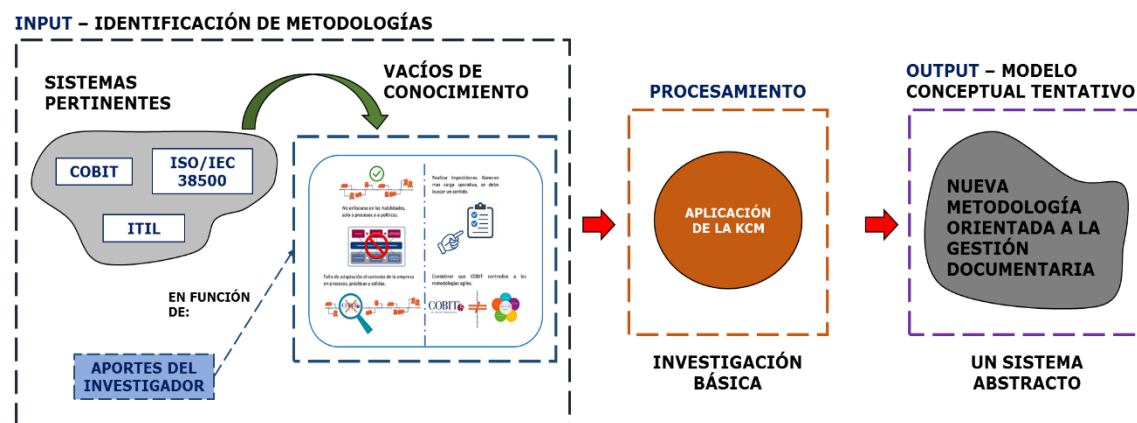 INPUT – IDENTIFICACIÓN DE METODOLOGÍAS
SISTEMAS
PERTINENTES
COBIT
ISO/IEC
38500
ITIL
VACÍOS DE
CONOCIMIENTO
No enfocarse en las habilidades,
solo a procesos o a políticas.
Falta de adaptación al contexto de la empresa
en procesos, prácticas y salidas.
Realizar imposiciones. Generan
mas carga operativa, se debe
buscar un sentido.
Considerar que COBIT contradice a las
metodologías agiles.
COBIT
EN FUNCIÓN
DE:
APORTES DEL
INVESTIGADOR
PROCESAMIENTO
APLICACIÓN
DE LA KCM
INVESTIGACIÓN
BÁSICA
OUTPUT – MODELO
CONCEPTUAL TENTATIVO
NUEVA
METODOLOGÍA
ORIENTADA A LA
GESTIÓN
DOCUMENTARIA
UN SISTEMA
ABSTRACTO